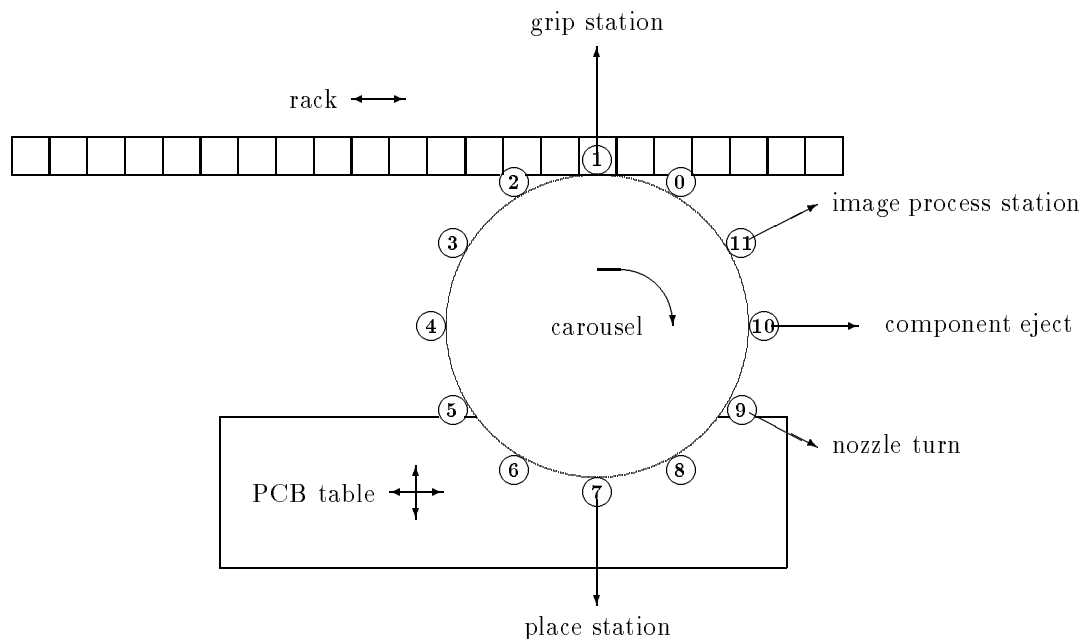 grip station
rack
1
2 0
3 11 image process station
carousel
4 10 component eject
5 9 nozzle turn
6 8
PCB table
7
place station